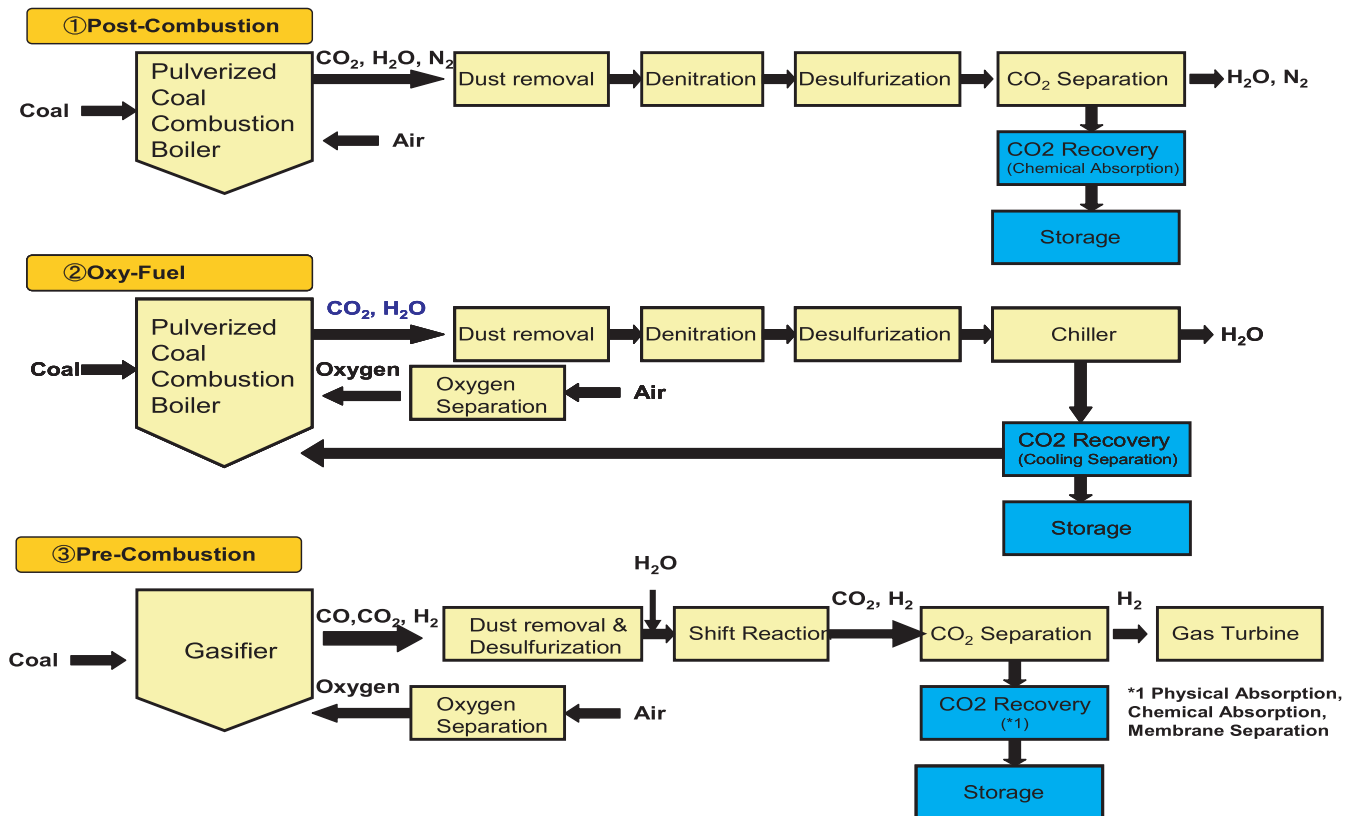 ①Post-Combustion
CO₂, H₂O, N₂
Pulverized
Coal
Combustion
Boiler
Coal
Air
Dust removal
Denitration
Desulfurization
CO₂ Separation
H₂O, N₂
CO2 Recovery
(Chemical Absorption)
Storage
②Oxy-Fuel
CO₂, H₂O
Pulverized
Coal
Combustion
Boiler
Coal
Oxygen
Oxygen
Separation
Air
Dust removal
Denitration
Desulfurization
Chiller
H₂O
CO2 Recovery
(Cooling Separation)
Storage
③Pre-Combustion
Coal
Gasifier
CO,CO₂, H₂
Oxygen
Oxygen
Separation
Air
Dust removal &
Desulfurization
H₂O
Shift Reaction
CO₂, H₂
CO₂ Separation
H₂
Gas Turbine
CO2 Recovery
(*1)
Storage
*1 Physical Absorption,
Chemical Absorption,
Membrane Separation